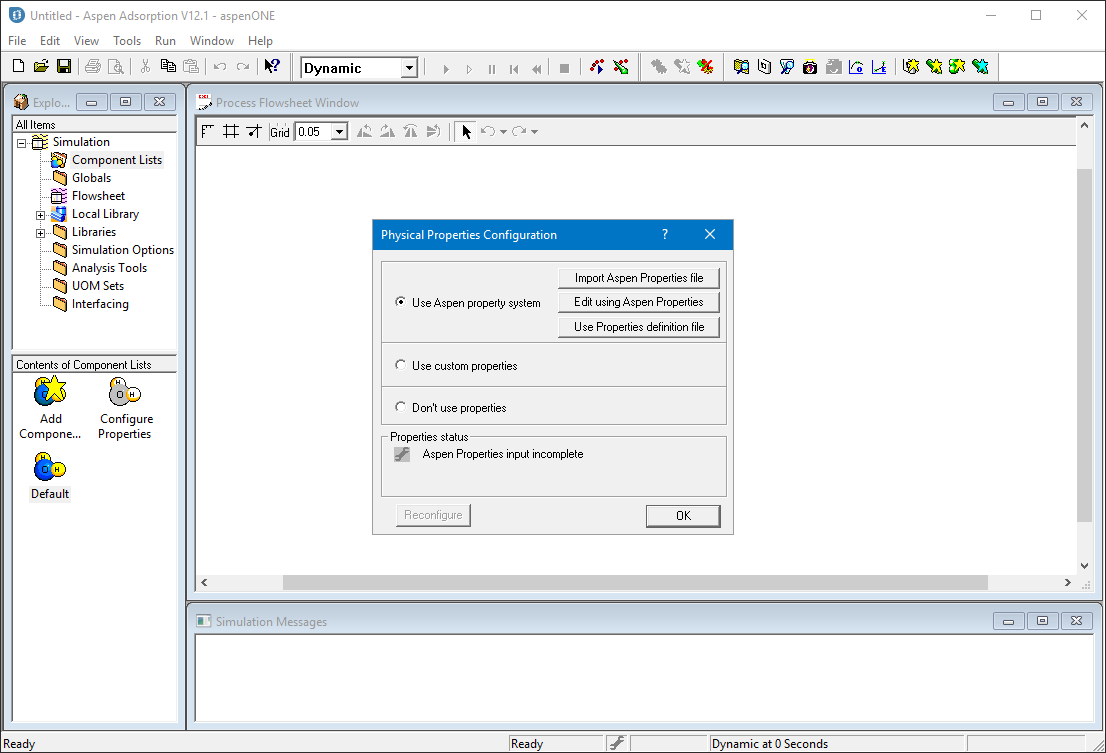 Untitled - Aspen Adsorption V12.1 - aspenONE
File Edit View Tools Run Window Help
Dynamic
Explo...
All Items
Simulation
Component Lists
Globals
Flowsheet
Local Library
Libraries
Simulation Options
Analysis Tools
UOM Sets
Interfacing
Contents of Component Lists
Add
Compone...
Configure
Properties
Default
Process Flowsheet Window
Grid 0.05
Physical Properties Configuration
Use Aspen property system
Import Aspen Properties file
Edit using Aspen Properties
Use Properties definition file
Use custom properties
Don't use properties
Properties status
Aspen Properties input incomplete
Reconfigure OK
Simulation Messages
Ready Ready Dynamic at 0 Seconds